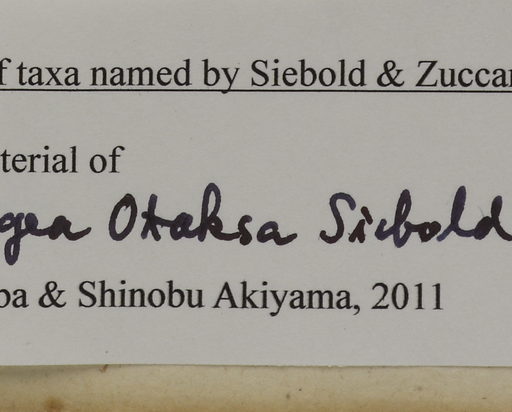 f taxa named by Siebold & Zuccar
terial of
gea Otaksa Siebold
ba & Shinobu Akiyama, 2011